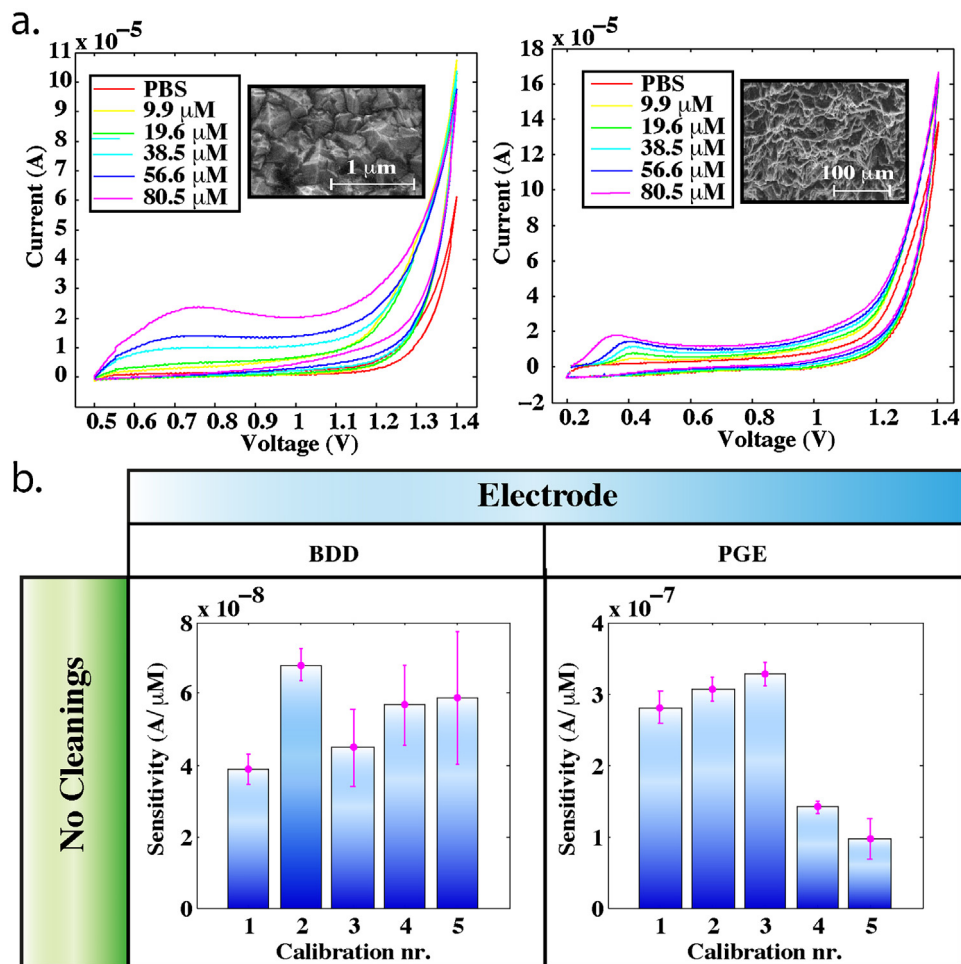 a.
x 10−5
11
10
9
8
7
6
5
4
3
2
1
0
Current (A)
PBS
9.9 μM
19.6 μM
38.5 μM
56.6 μM
80.5 μM
1 μm
0.5 0.6 0.7 0.8 0.9 1 1.1 1.2 1.3 1.4
Voltage (V)
x 10−5
18
16
14
12
10
8
6
4
2
0
−2
Current (A)
PBS
9.9 μM
19.6 μM
38.5 μM
56.6 μM
80.5 μM
100 μm
0.2 0.4 0.6 0.8 1 1.2 1.4
Voltage (V)
b.
Electrode
BDD PGE
No Cleanings
x 10−8
8
6
4
2
0
Sensitivity (A/ μM)
1 2 3 4 5
Calibration nr.
x 10−7
4
3
2
1
0
Sensitivity (A/ μM)
1 2 3 4 5
Calibration nr.